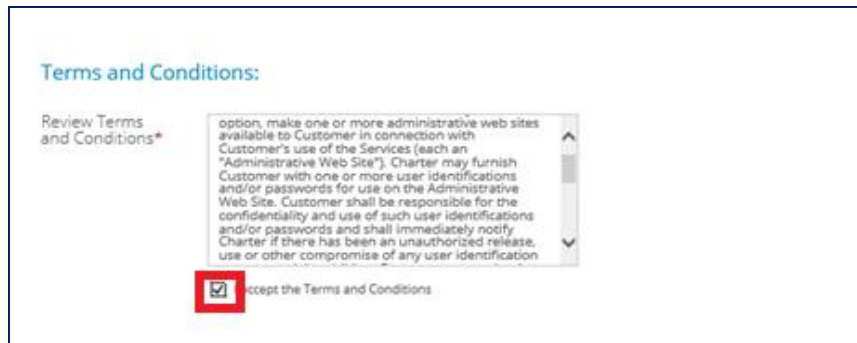 Terms and Conditions:
Review Terms
and Conditions*
option, make one or more administrative web sites
available to Customer in connection with
Customer's use of the Services (each an
"Administrative Web Site"). Charter may furnish
Customer with one or more user identifications
and/or passwords for use on the Administrative
Web Site. Customer shall be responsible for the
confidentiality and use of such user identifications
and/or passwords and shall immediately notify
Charter if there has been an unauthorized release,
use or other compromise of any user identification
accept the Terms and Conditions